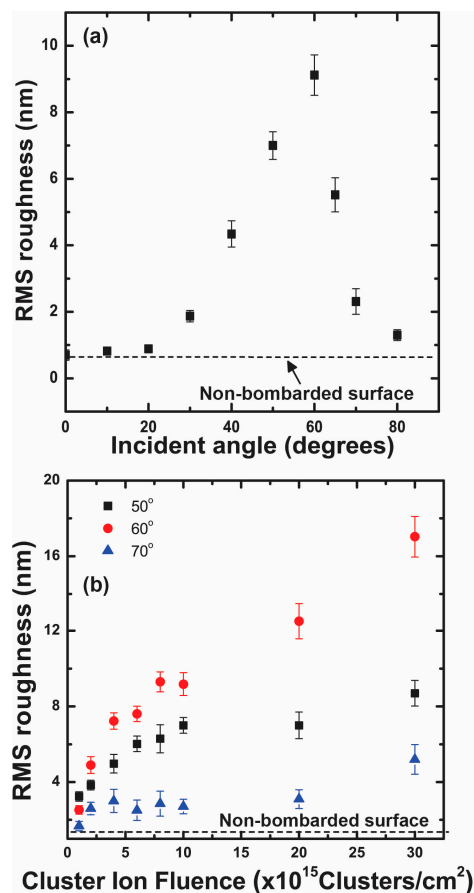 (a)
10
8
6
4
2
0
RMS roughness (nm)
Non-bombarded surface
0 20 40 60 80
Incident angle (degrees)
20
16
12
8
4
RMS roughness (nm)
50°
60°
70°
(b)
Non-bombarded surface
0 5 10 15 20 25 30
Cluster Ion Fluence (x10¹⁵Clusters/cm²)